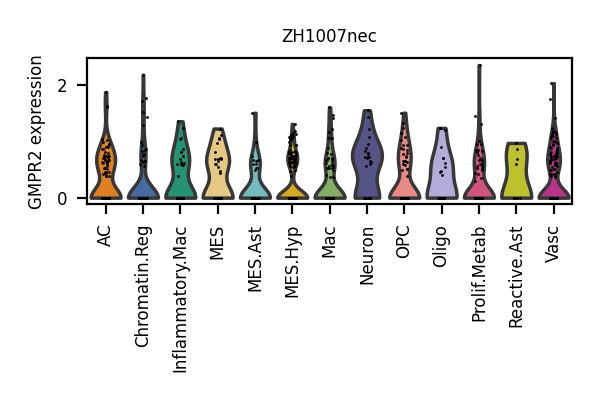 ZH1007nec
GMPR2 expression
2
0
AC
Chromatin.Reg
Inflammatory.Mac
MES
MES.Ast
MES.Hyp
Mac
Neuron
OPC
Oligo
Prolif.Metab
Reactive.Ast
Vasc